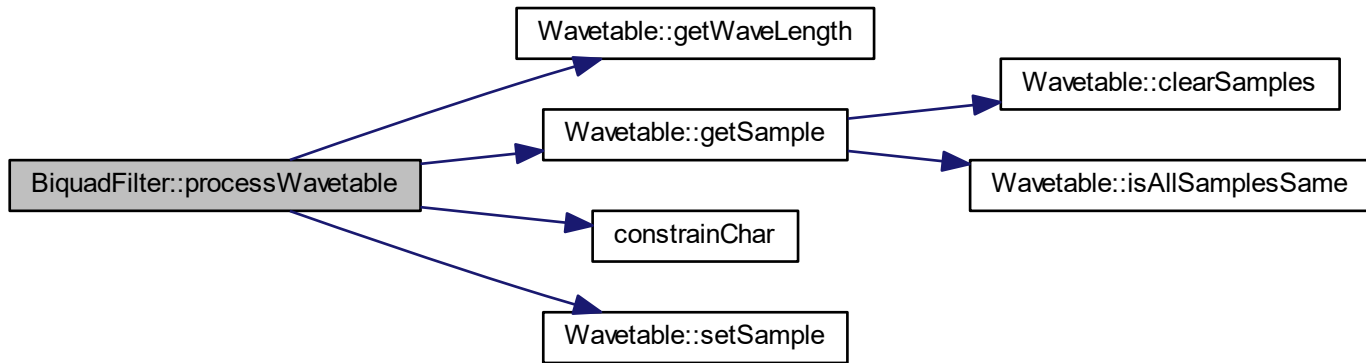 Wavetable::getWaveLength
Wavetable::clearSamples
Wavetable::getSample
BiquadFilter::processWavetable
Wavetable::isAllSamplesSame
constrainChar
Wavetable::setSample